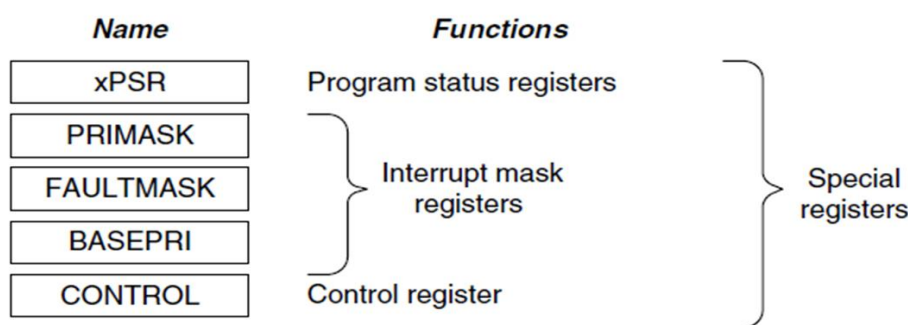 Name Functions
xPSR Program status registers
PRIMASK
FAULTMASK
BASEPRI
Interrupt mask
registers
CONTROL Control register
Special
registers